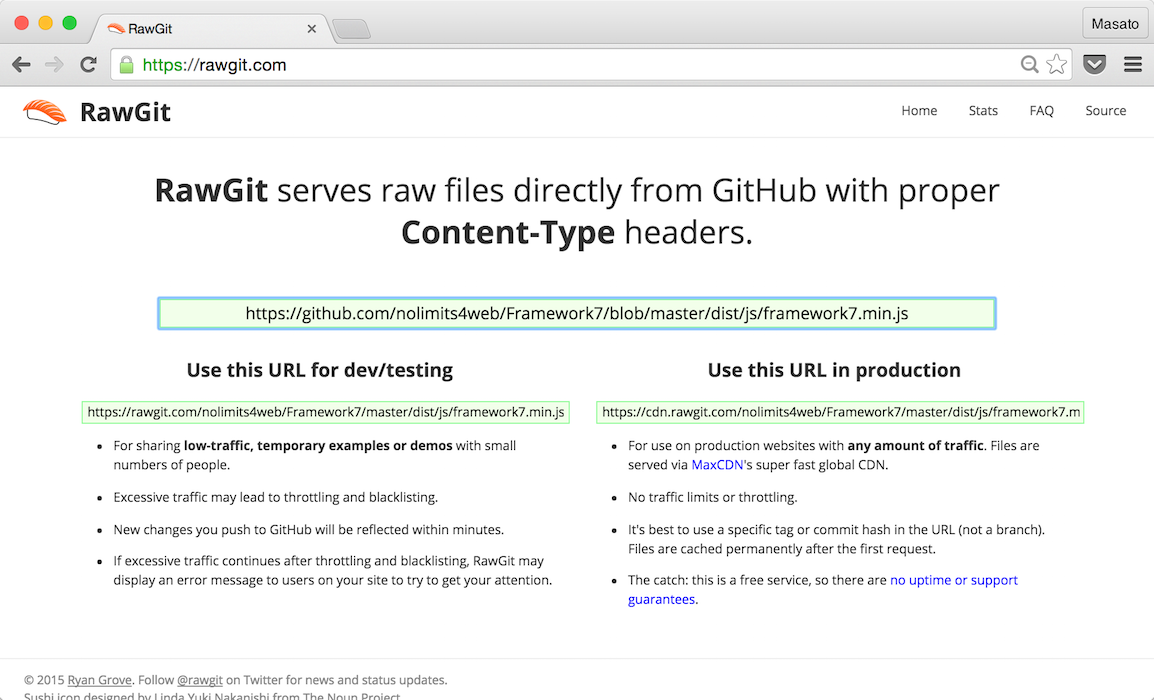 RawGit
Masato
https://rawgit.com
RawGit
Home
Stats
FAQ
Source
RawGit serves raw files directly from GitHub with proper
Content-Type headers.
https://github.com/nolimits4web/Framework7/blob/master/dist/js/framework7.min.js
Use this URL for dev/testing
https://rawgit.com/nolimits4web/Framework7/master/dist/js/framework7.min.js
• For sharing low-traffic, temporary examples or demos with small
numbers of people.
• Excessive traffic may lead to throttling and blacklisting.
• New changes you push to GitHub will be reflected within minutes.
• If excessive traffic continues after throttling and blacklisting, RawGit may
display an error message to users on your site to try to get your attention.
Use this URL in production
https://cdn.rawgit.com/nolimits4web/Framework7/master/dist/js/framework7.m
• For use on production websites with any amount of traffic. Files are
served via MaxCDN's super fast global CDN.
• No traffic limits or throttling.
• It's best to use a specific tag or commit hash in the URL (not a branch).
Files are cached permanently after the first request.
• The catch: this is a free service, so there are no uptime or support
guarantees.
© 2015 Ryan Grove. Follow @rawgit on Twitter for news and status updates.
Sushi icon designed by Linda Yuki Nakanishi from The Noun Project.